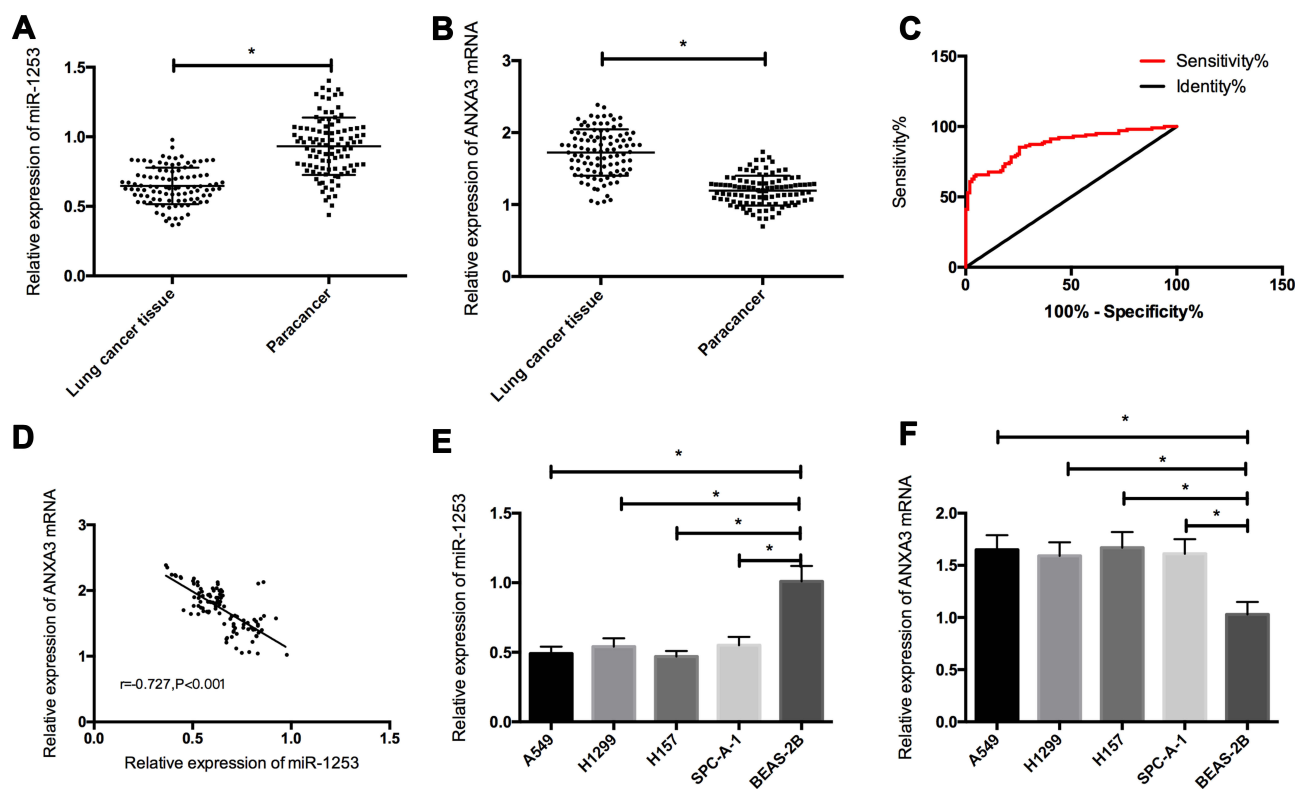 A
Relative expression of miR-1253
1.5
1.0
0.5
0.0
*
Lung cancer tissue
Paracancer
B
Relative expression of ANXA3 mRNA
3
2
1
0
*
Lung cancer tissue
Paracancer
C
Sensitivity%
150
100
50
0
Sensitivity%
Identity%
0
50
100
150
100% - Specificity%
D
Relative expression of ANXA3 mRNA
3
2
1
0
r=-0.727,P<0.001
0.0
0.5
1.0
1.5
Relative expression of miR-1253
E
Relative expression of miR-1253
1.5
1.0
0.5
0.0
*
*
*
*
A549
H1299
H157
SPC-A-1
BEAS-2B
F
Relative expression of ANXA3 mRNA
2.0
1.5
1.0
0.5
0.0
*
*
*
*
A549
H1299
H157
SPC-A-1
BEAS-2B